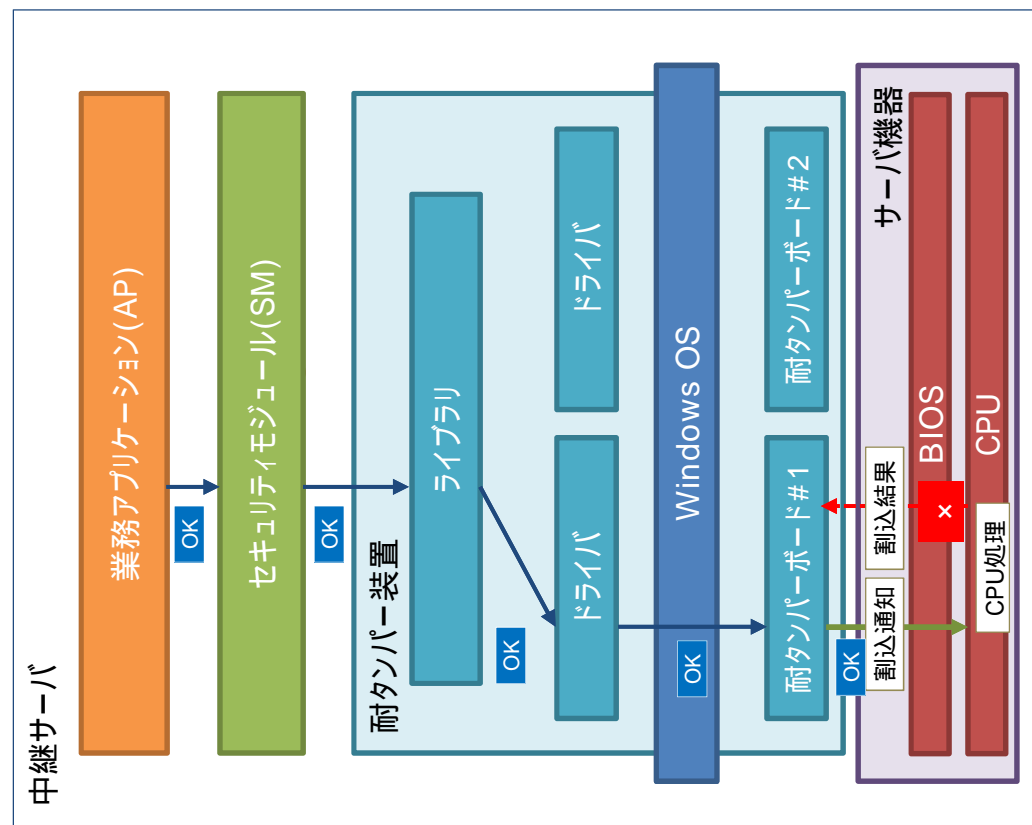 中継サーバ
業務アプリケーション(AP)
OK
セキュリティモジュール(SM)
OK
耐タンパー装置
ライブラリ
OK
ドライバ
ドライバ
Windows OS
OK
耐タンパーボード#1
耐タンパーボード#2
OK
割込通知
割込結果
サーバ機器
BIOS
×
CPU
CPU処理